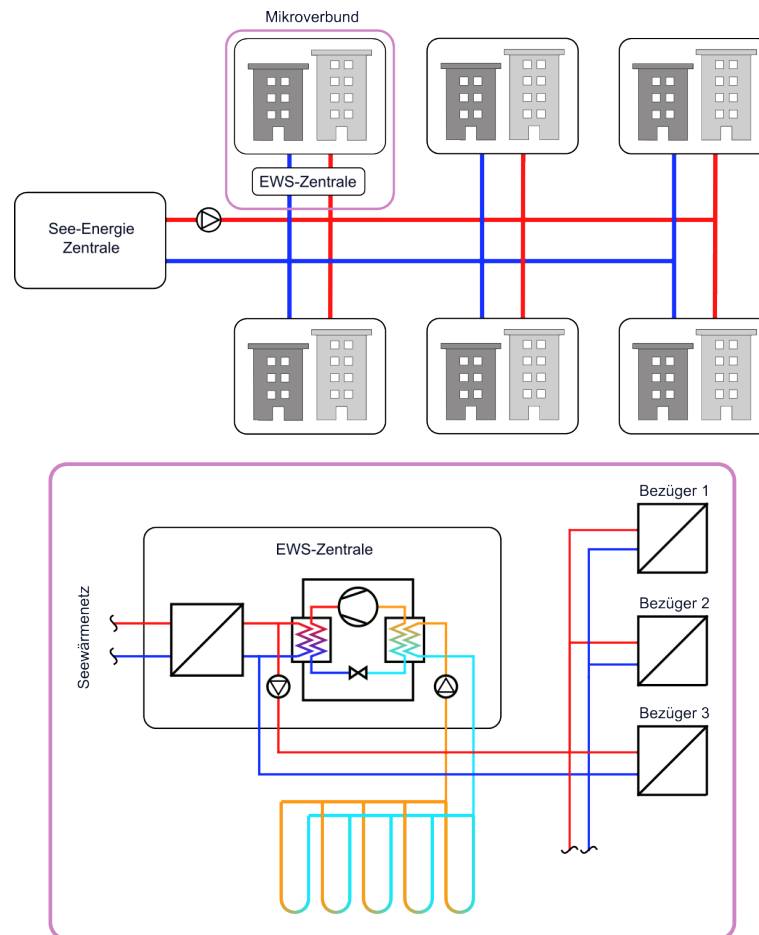 Mikroverbund
EWS-Zentrale
See-Energie
Zentrale
Bezüger 1
EWS-Zentrale
Seewärmenetz
Bezüger 2
Bezüger 3